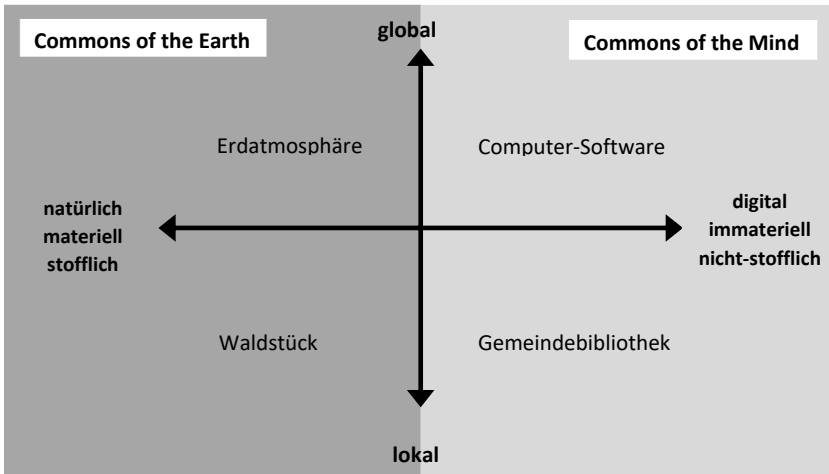 Commons of the Earth
global
Commons of the Mind
Erdatmosphäre
Computer-Software
natürlich
materiell
stofflich
digital
immateriell
nicht-stofflich
Waldstück
Gemeindebibliothek
lokal